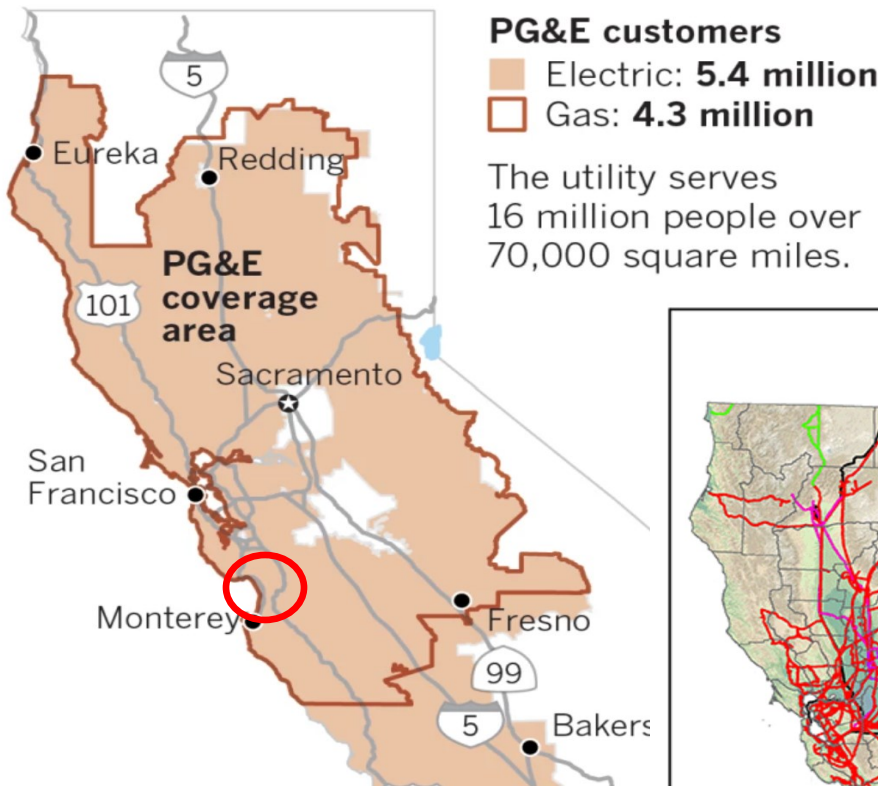 PG&E customers
Electric: 5.4 million
Gas: 4.3 million
The utility serves
16 million people over
70,000 square miles.
5
Eureka
Redding
PG&E
coverage
area
101
Sacramento
San
Francisco
Monterey
Fresno
99
5
Bakers